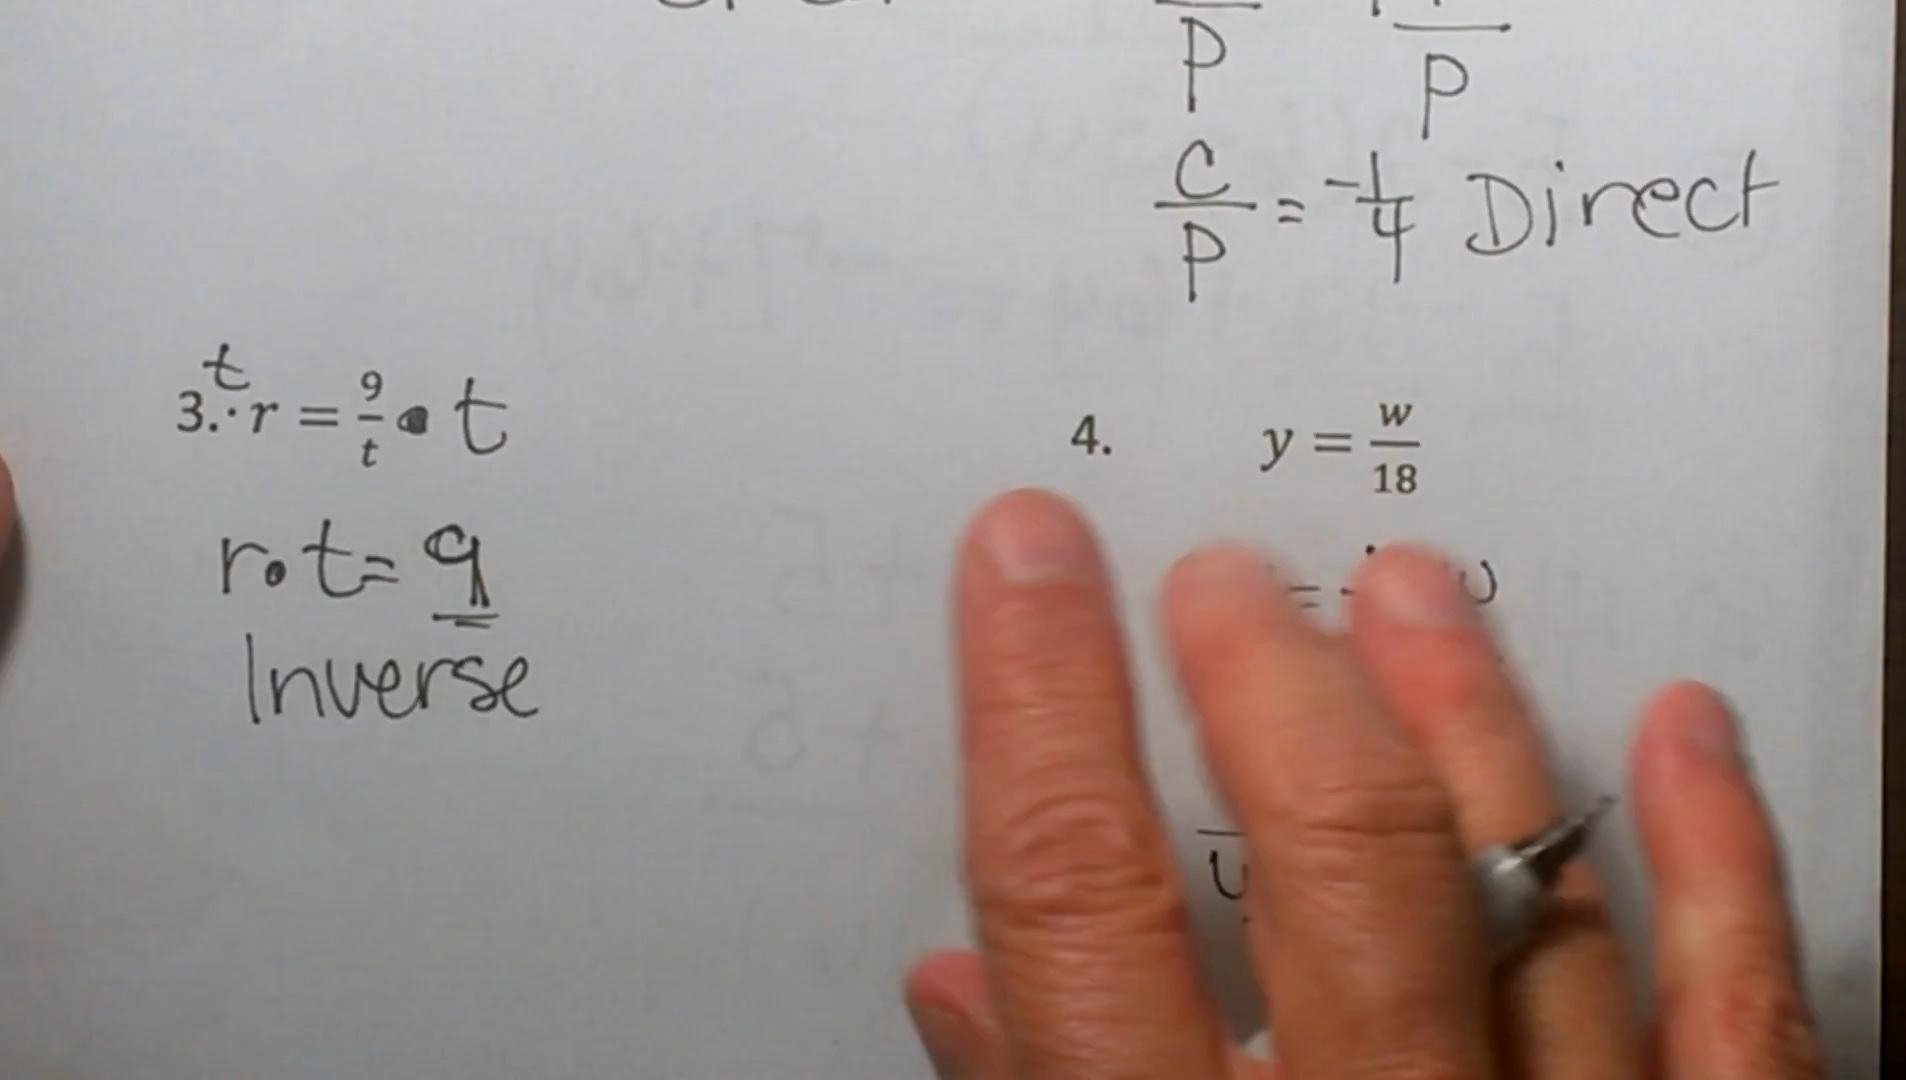 P P
C/P = -1/4 Direct
t
3. · r = 9/t • t
r • t = 9
Inverse
4. y = w/18
= w